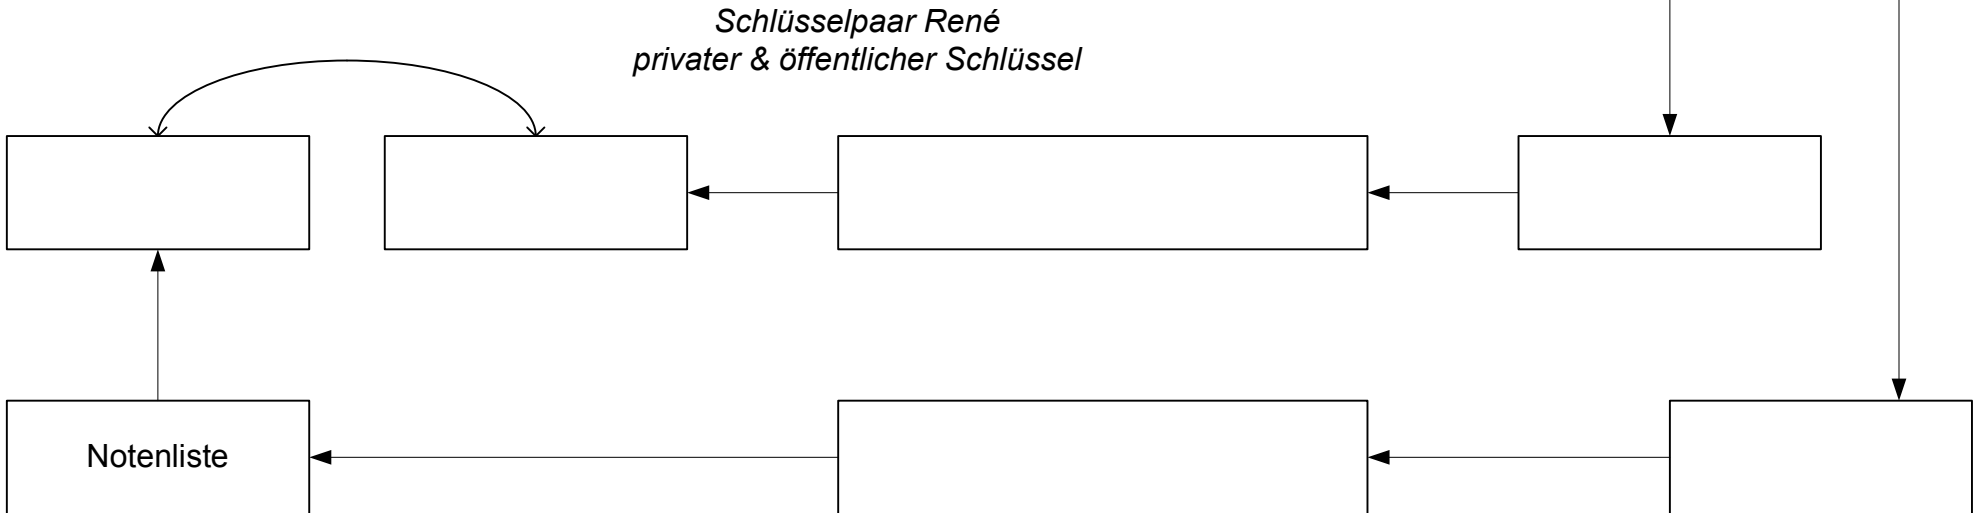 Schlüsselpaar René
privater & öffentlicher Schlüssel
Notenliste